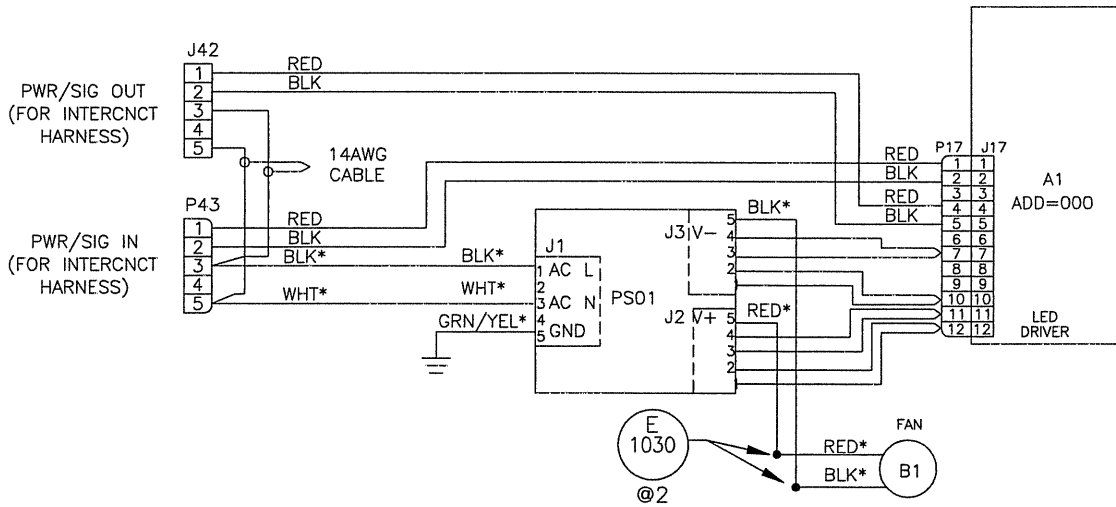 J42
1
2
3
4
5
RED
BLK
PWR/SIG OUT
(FOR INTERCNCT
HARNESS)
14AWG
CABLE
P43
1
2
3
4
5
RED
BLK
BLK*
BLK*
WHT*
WHT*
GRN/YEL*
PWR/SIG IN
(FOR INTERCNCT
HARNESS)
J1
1 AC L
2
3 AC N
4
5 GND
PS01
J3 V-
5
4
3
2
BLK*
J2 V+
5
4
3
2
RED*
RED
BLK
RED
BLK
P17 J17
1 1
2 2
3 3
4 4
5 5
6 6
7 7
8 8
9 9
10 10
11 11
12 12
A1
ADD=000
LED
DRIVER
E
1030
@2
FAN
RED*
BLK*
B1